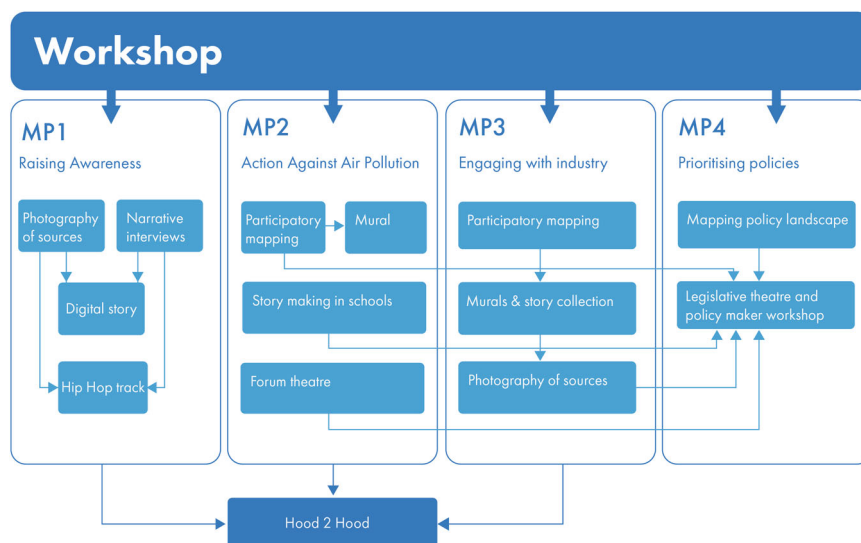 Workshop
MP1
Raising Awareness
Photography
of sources
Narrative
interviews
Digital story
Hip Hop track
MP2
Action Against Air Pollution
Participatory
mapping
Mural
Story making in schools
Forum theatre
MP3
Engaging with industry
Participatory mapping
Murals & story collection
Photography of sources
MP4
Prioritising policies
Mapping policy landscape
Legislative theatre and
policy maker workshop
Hood 2 Hood